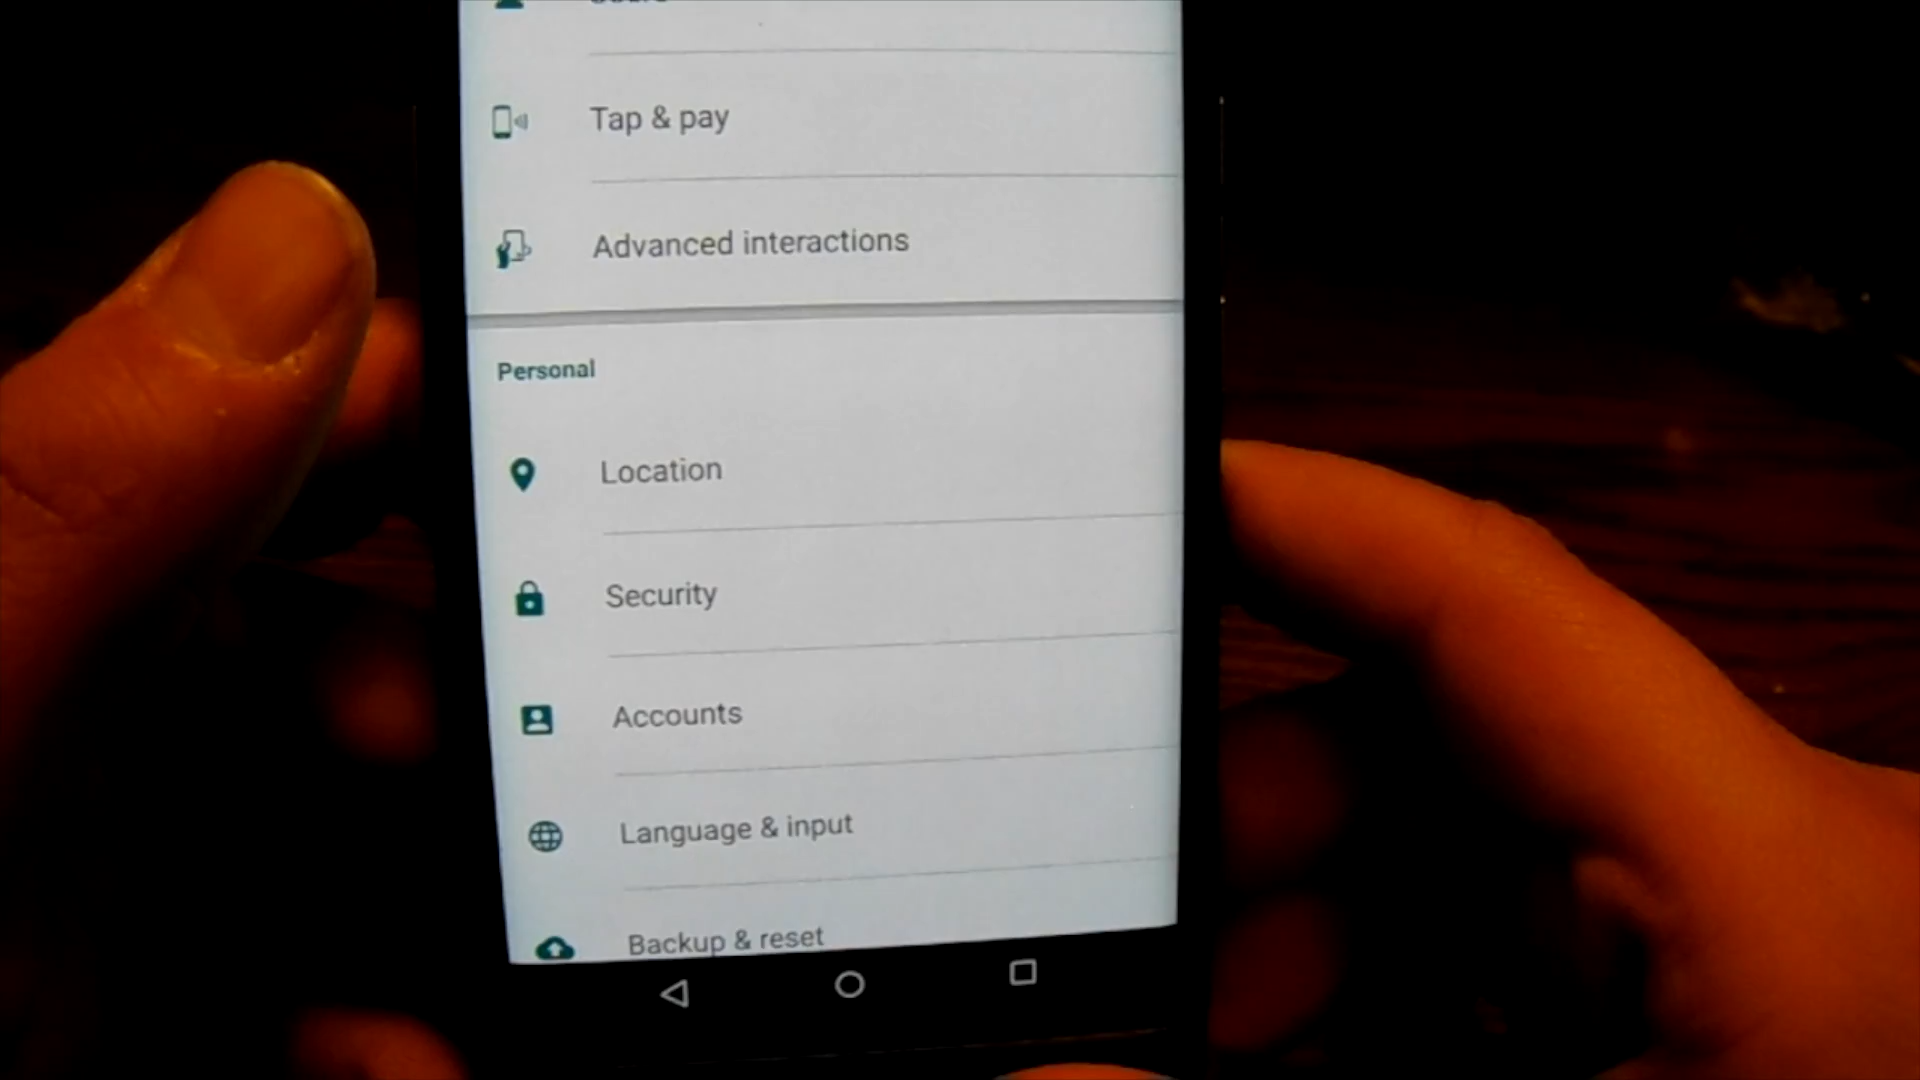 Tap & pay
Advanced interactions
Personal
Location
Security
Accounts
Language & input
Backup & reset